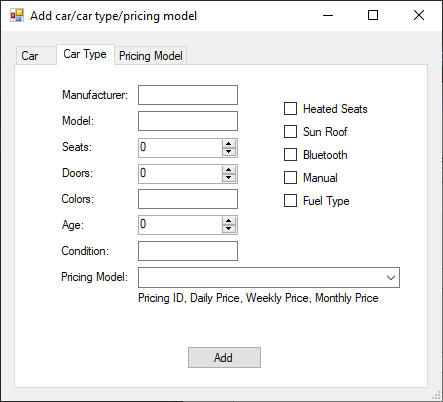 Add car/car type/pricing model
Car Car Type Pricing Model
Manufacturer:
Model:
Seats: 0
Doors: 0
Colors:
Age: 0
Condition:
Pricing Model:
Pricing ID, Daily Price, Weekly Price, Monthly Price
Heated Seats
Sun Roof
Bluetooth
Manual
Fuel Type
Add